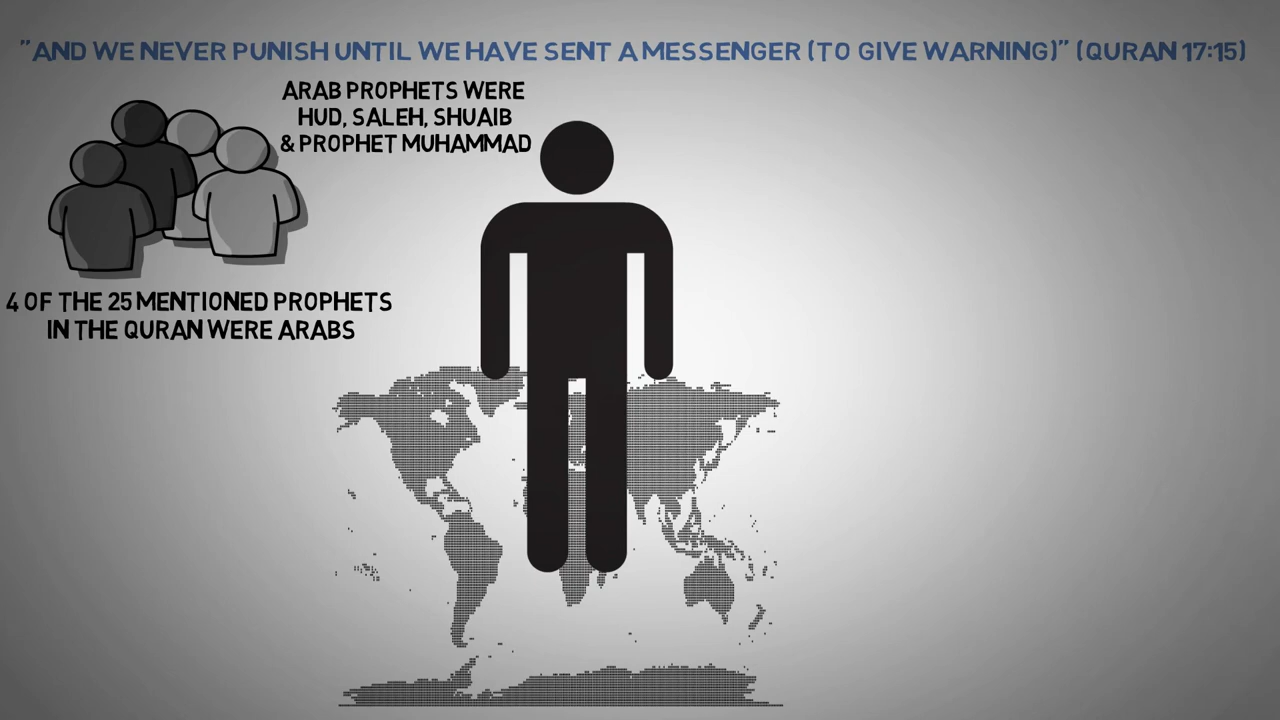 "AND WE NEVER PUNISH UNTIL WE HAVE SENT A MESSENGER (TO GIVE WARNING)" (QURAN 17:15)
ARAB PROPHETS WERE
HUD, SALEH, SHUAIB
& PROPHET MUHAMMAD
4 OF THE 25 MENTIONED PROPHETS
IN THE QURAN WERE ARABS